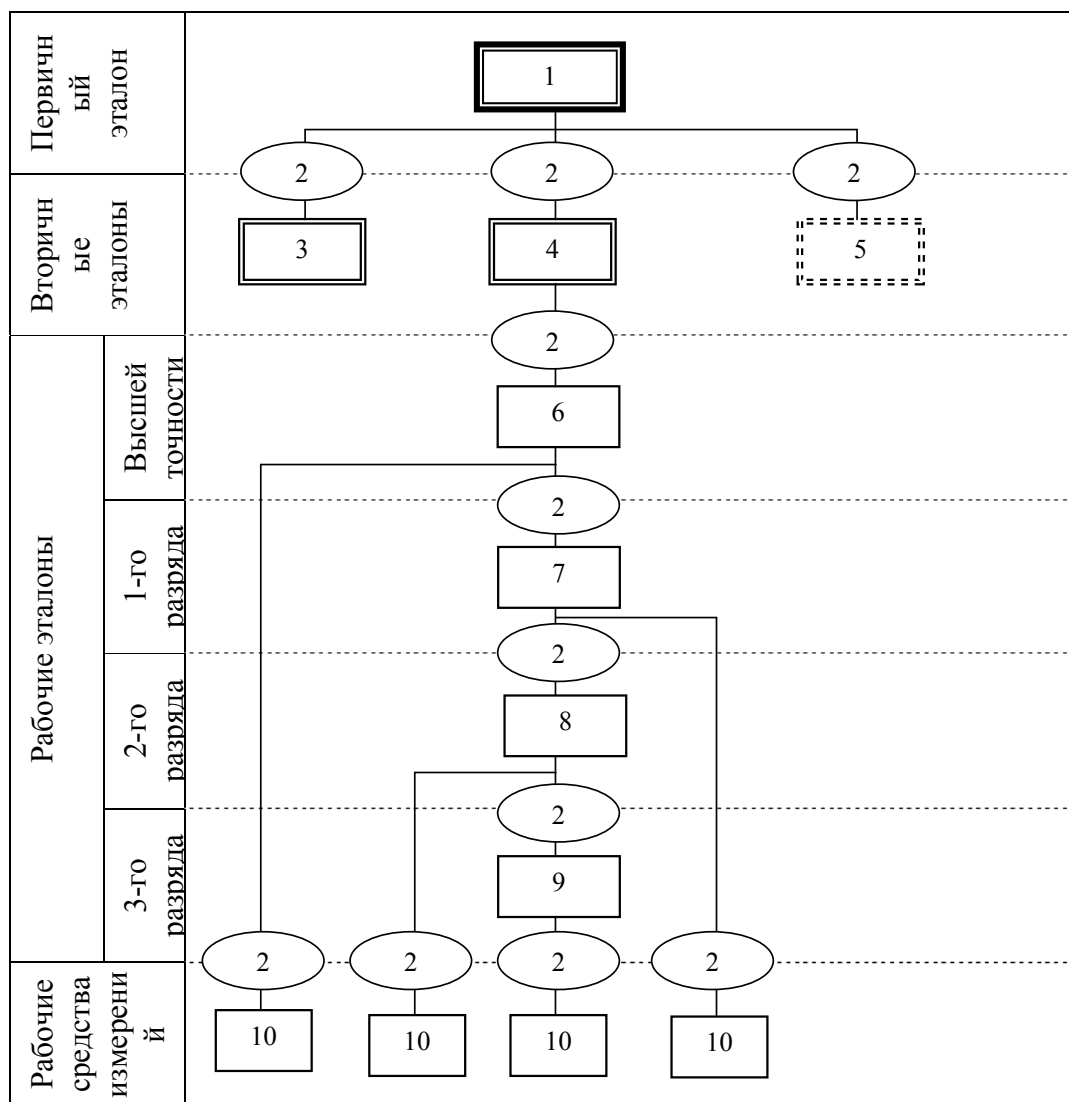 Первичн
ый
эталон
1
2 2 2
Вторичн
ые
эталоны
3 4 5
2
Рабочие эталоны
Высшей
точности
6
2
1-го
разряда
7
2
2-го
разряда
8
2
3-го
разряда
9
2 2 2 2
Рабочие
средства
измерени
й
10 10 10 10